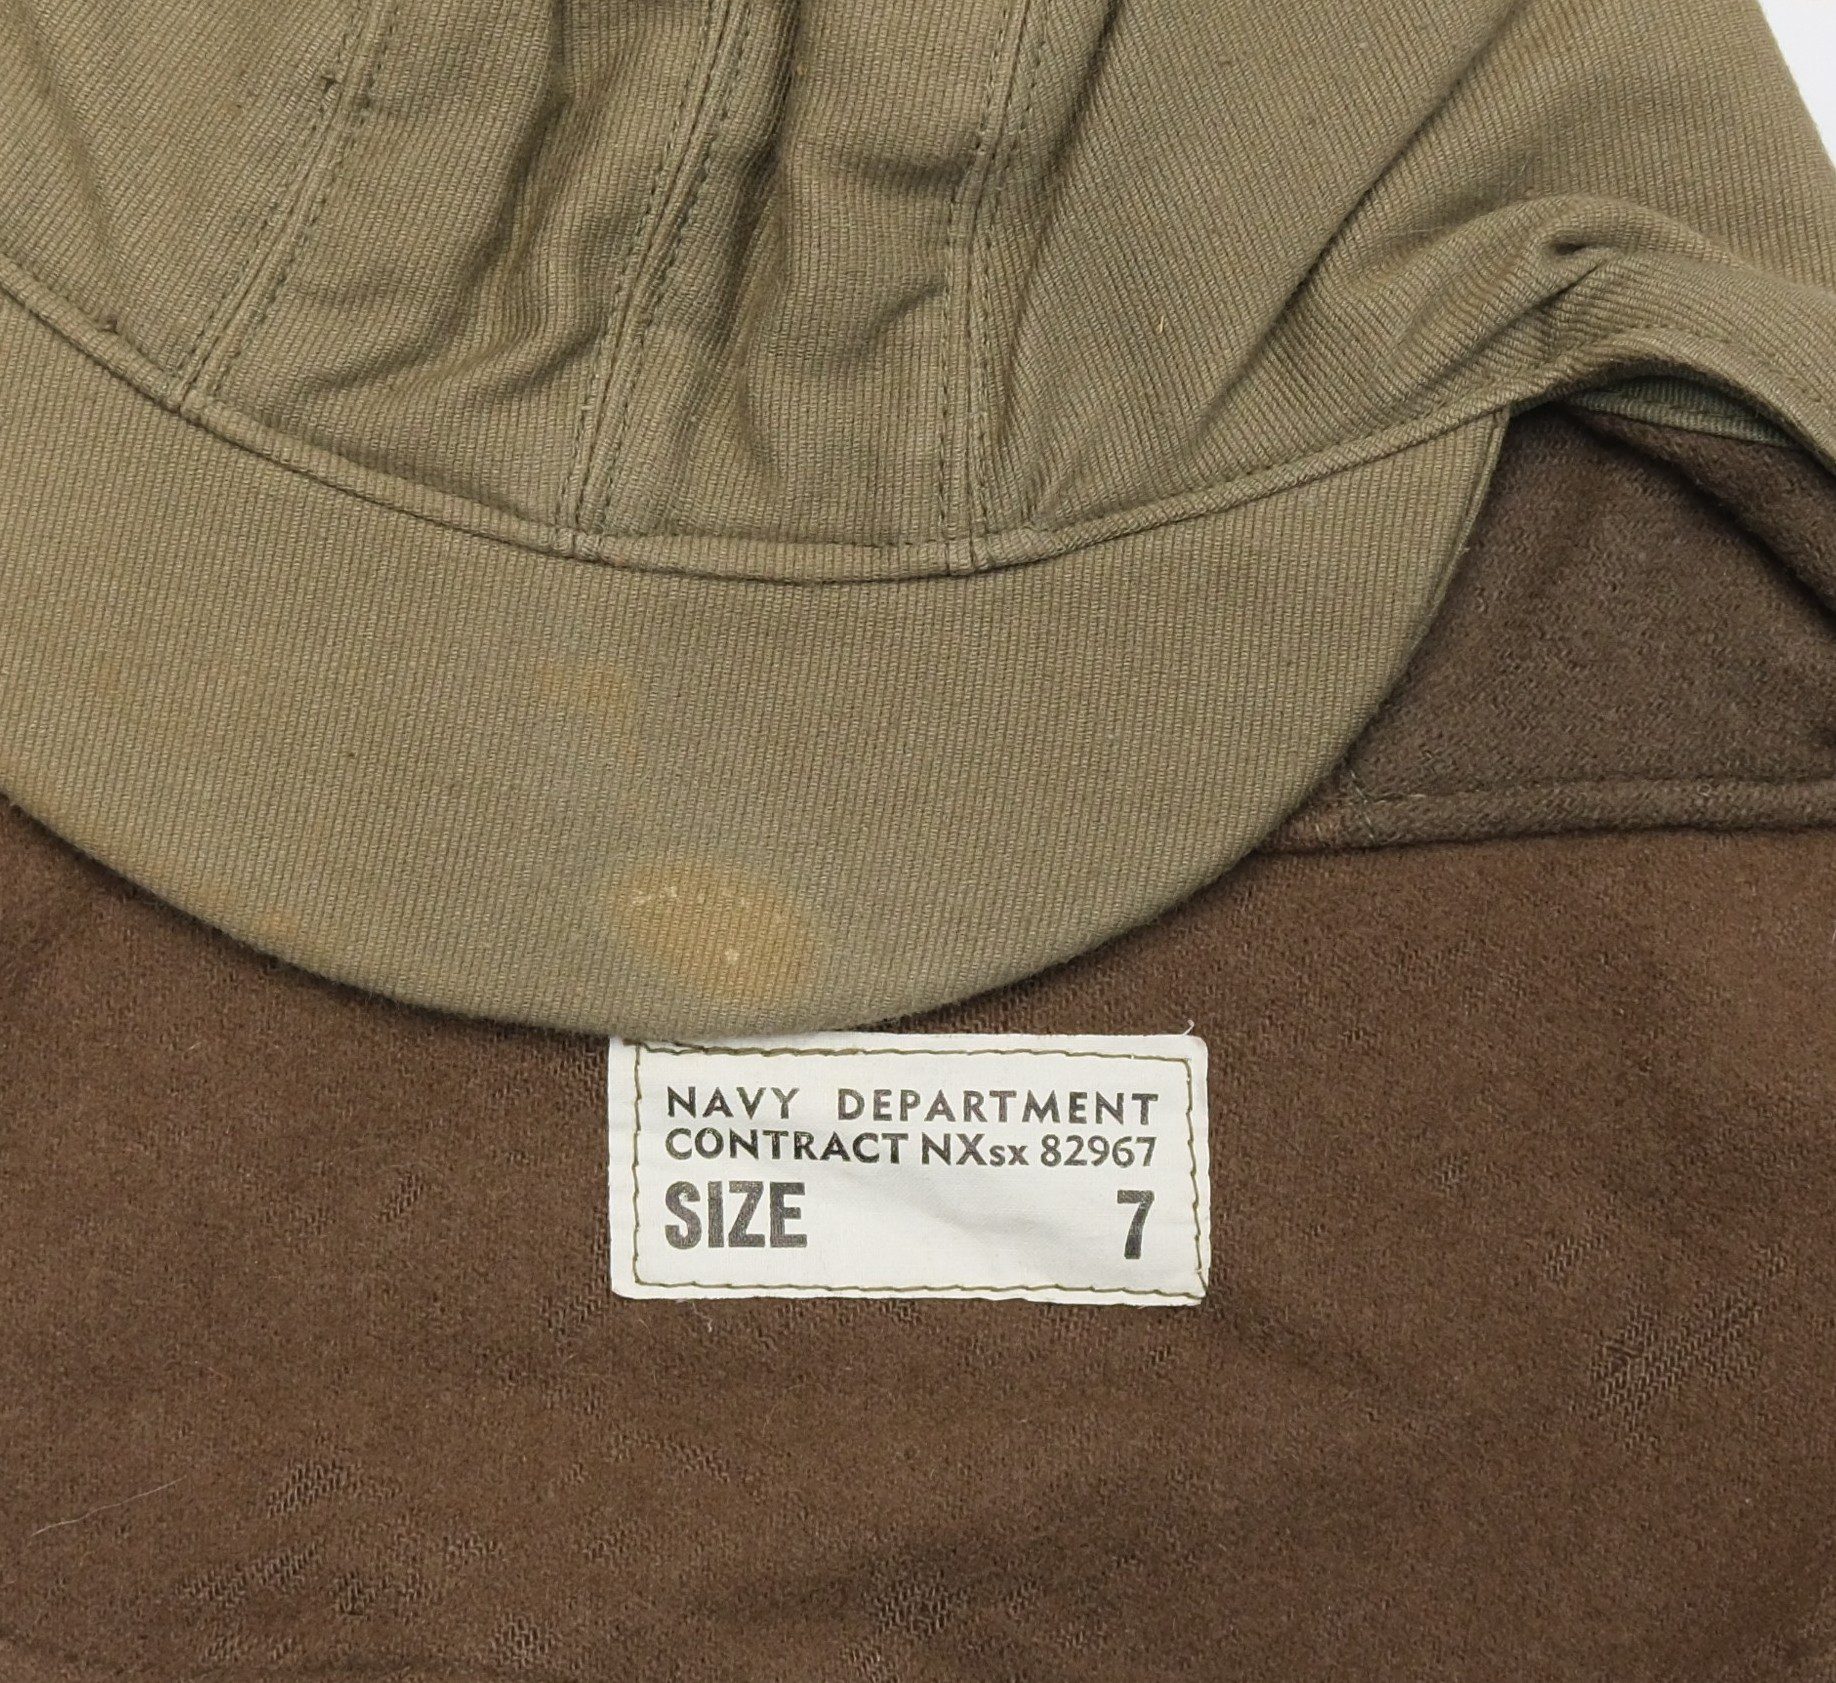 NAVY DEPARTMENT
CONTRACT NXsx 82967
SIZE 7